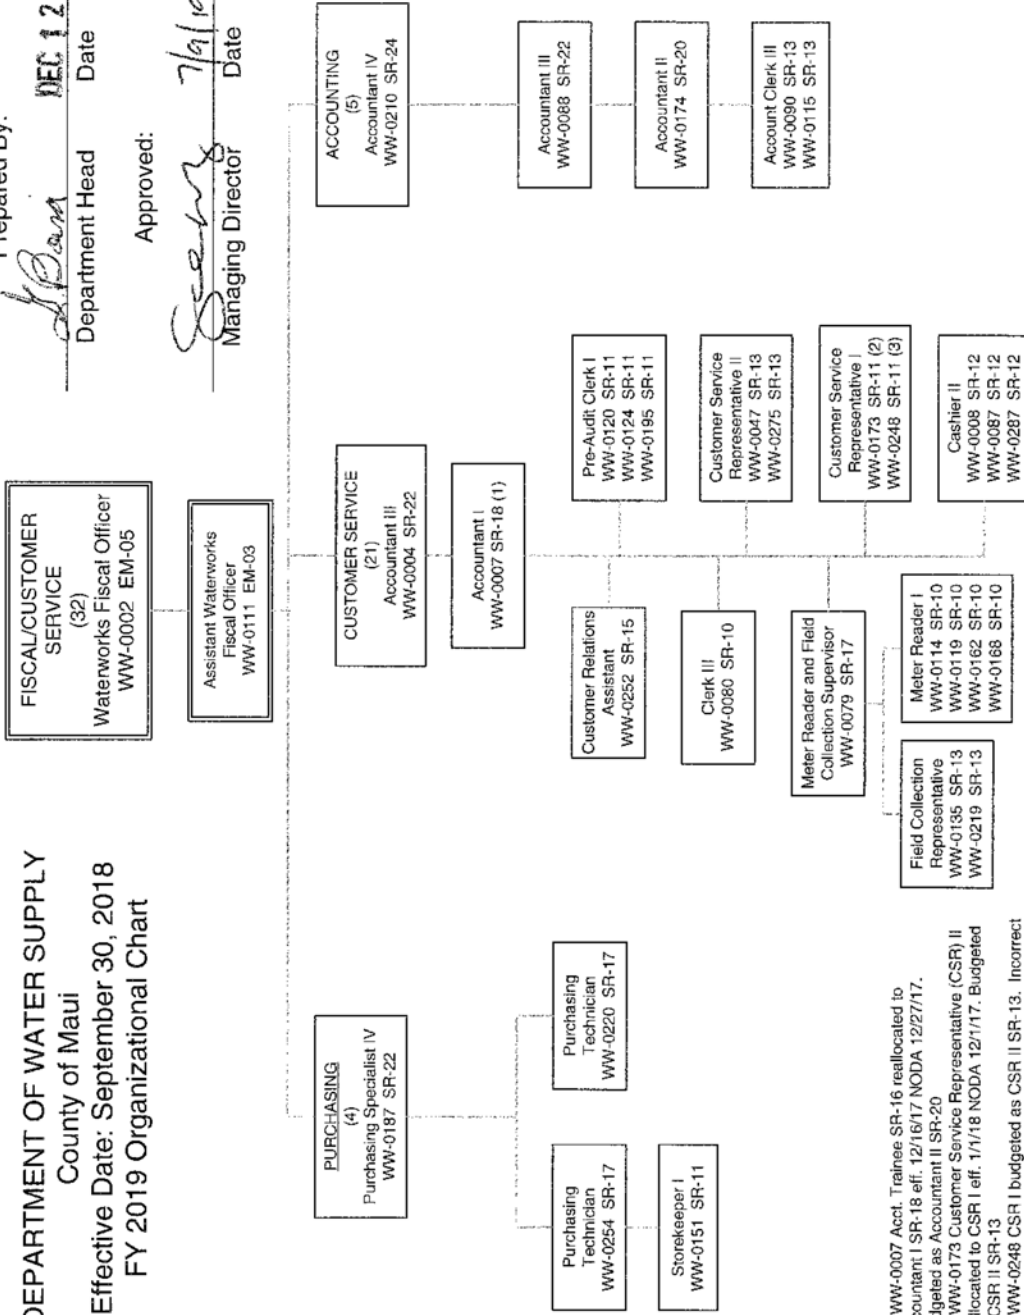 DEPARTMENT OF WATER SUPPLY
County of Maui
Effective Date: September 30, 2018
FY 2019 Organizational Chart
Prepared By:
DEC 12
Department Head Date
Approved:
Managing Director Date
FISCAL/CUSTOMER
SERVICE
(32)
Waterworks Fiscal Officer
WW-0002 EM-05
Assistant Waterworks
Fiscal Officer
WW-0111 EM-03
PURCHASING
(4)
Purchasing Specialist IV
WW-0187 SR-22
Purchasing
Technician
WW-0254 SR-17
Storekeeper I
WW-0151 SR-11
Purchasing
Technician
WW-0220 SR-17
CUSTOMER SERVICE
(21)
Accountant III
WW-0004 SR-22
Accountant I
WW-0007 SR-18 (1)
Customer Relations
Assistant
WW-0252 SR-15
Clerk III
WW-0080 SR-10
Meter Reader and Field
Collection Supervisor
WW-0079 SR-17
Field Collection
Representative
WW-0135 SR-13
WW-0219 SR-13
Meter Reader I
WW-0114 SR-10
WW-0119 SR-10
WW-0162 SR-10
WW-0168 SR-10
Pre-Audit Clerk I
WW-0120 SR-11
WW-0124 SR-11
WW-0195 SR-11
Customer Service
Representative II
WW-0047 SR-13
WW-0275 SR-13
Customer Service
Representative I
WW-0173 SR-11 (2)
WW-0248 SR-11 (3)
Cashier II
WW-0008 SR-12
WW-0087 SR-12
WW-0287 SR-12
ACCOUNTING
(5)
Accountant IV
WW-0210 SR-24
Accountant III
WW-0088 SR-22
Accountant II
WW-0174 SR-20
Account Clerk III
WW-0090 SR-13
WW-0115 SR-13
WW-0007 Acct. Trainee SR-16 reallocated to
countant I SR-18 eff. 12/16/17 NODA 12/27/17.
dgeted as Accountant II SR-20
WW-0173 Customer Service Representative (CSR) II
llocated to CSR I eff. 1/1/18 NODA 12/1/17. Budgeted
CSR II SR-13
WW-0248 CSR I budgeted as CSR II SR-13. Incorrect